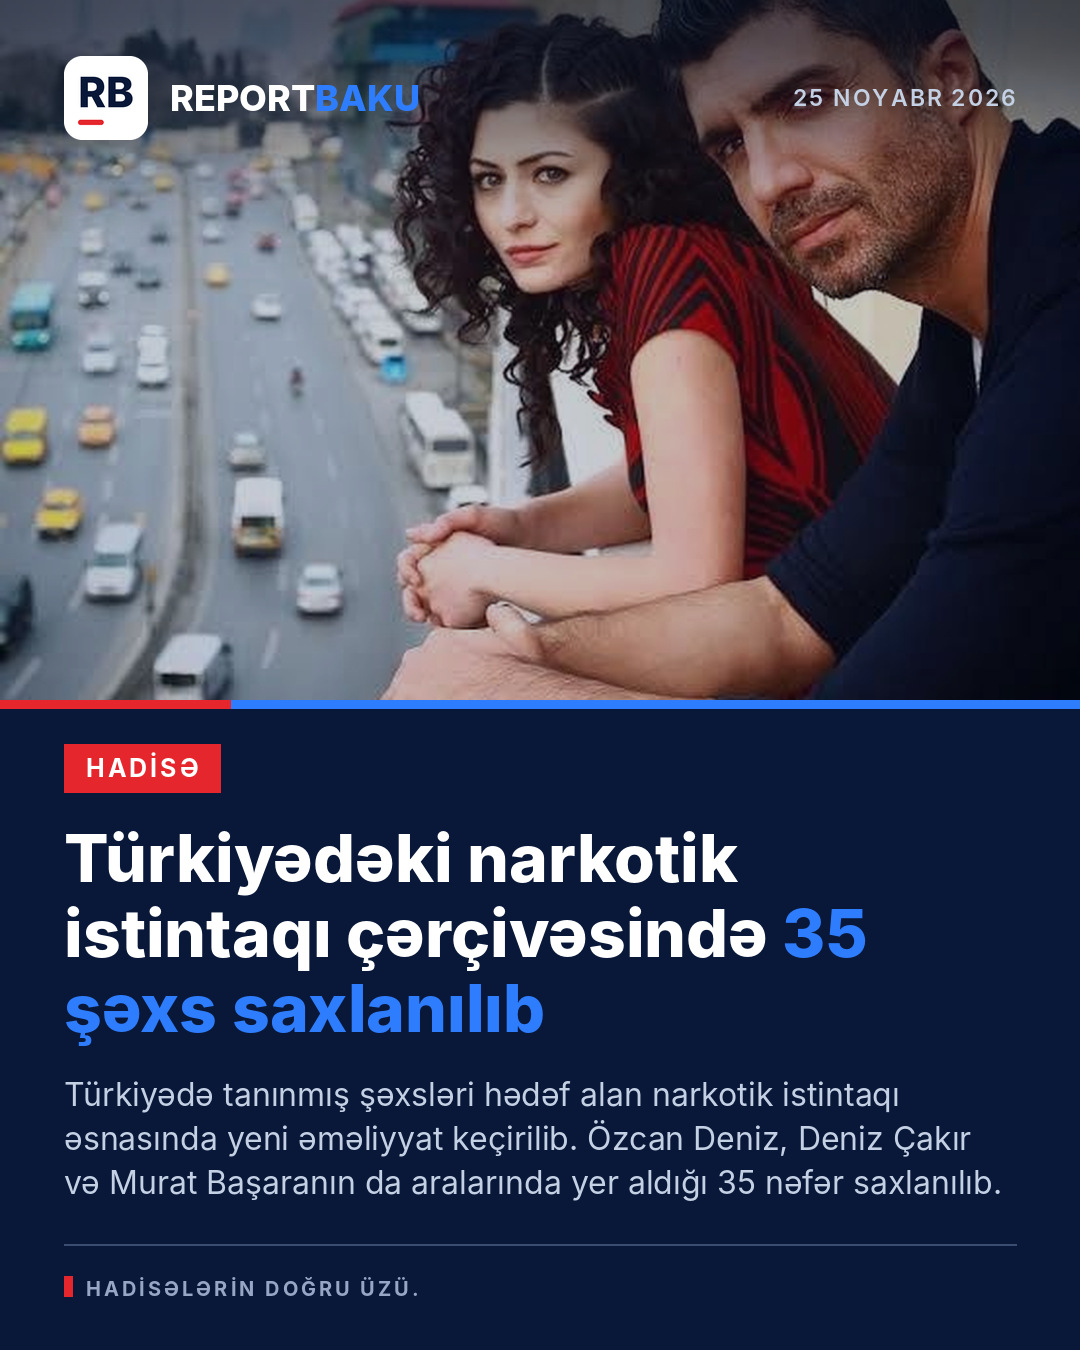 RB
REPORTBAKU
25 NOYABR 2026
HADİSƏ
Türkiyədəki narkotik
istintaqı çərçivəsində 35
şəxs saxlanılıb
Türkiyədə tanınmış şəxsləri hədəf alan narkotik istintaqı
əsnasında yeni əməliyyat keçirilib. Özcan Deniz, Deniz Çakır
və Murat Başaranın da aralarında yer aldığı 35 nəfər saxlanılıb.
HADİSƏLƏRİN DOĞRU ÜZÜ.